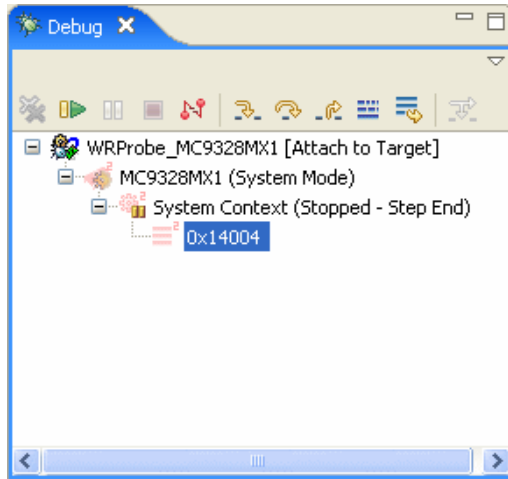 Debug
WRProbe_MC9328MX1 [Attach to Target]
MC9328MX1 (System Mode)
System Context (Stopped - Step End)
0x14004